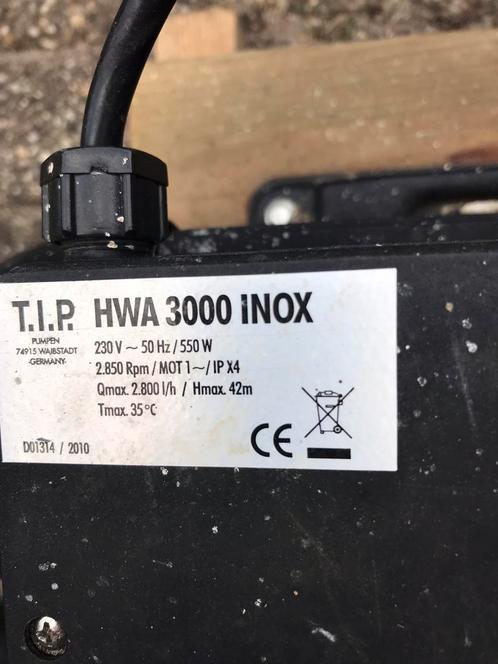 T.I.P. HWA 3000 INOX
PUMPEN
74915 WAIBSTADT
-GERMANY-
230 V ~ 50 Hz / 550 W
2.850 Rpm / MOT 1~/ IP X4
Qmax. 2.800 l/h / Hmax. 42m
Tmax. 35°C
CE
D01314 / 2010